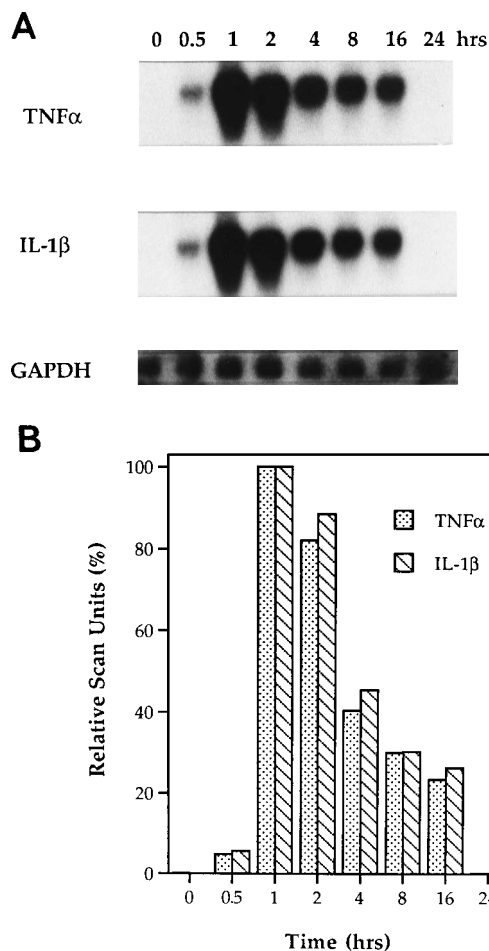 A
0 0.5 1 2 4 8 16 24 hrs
TNFα
IL-1β
GAPDH
B
Relative Scan Units (%)
100
80
60
40
20
0
TNFα
IL-1β
0 0.5 1 2 4 8 16 24
Time (hrs)